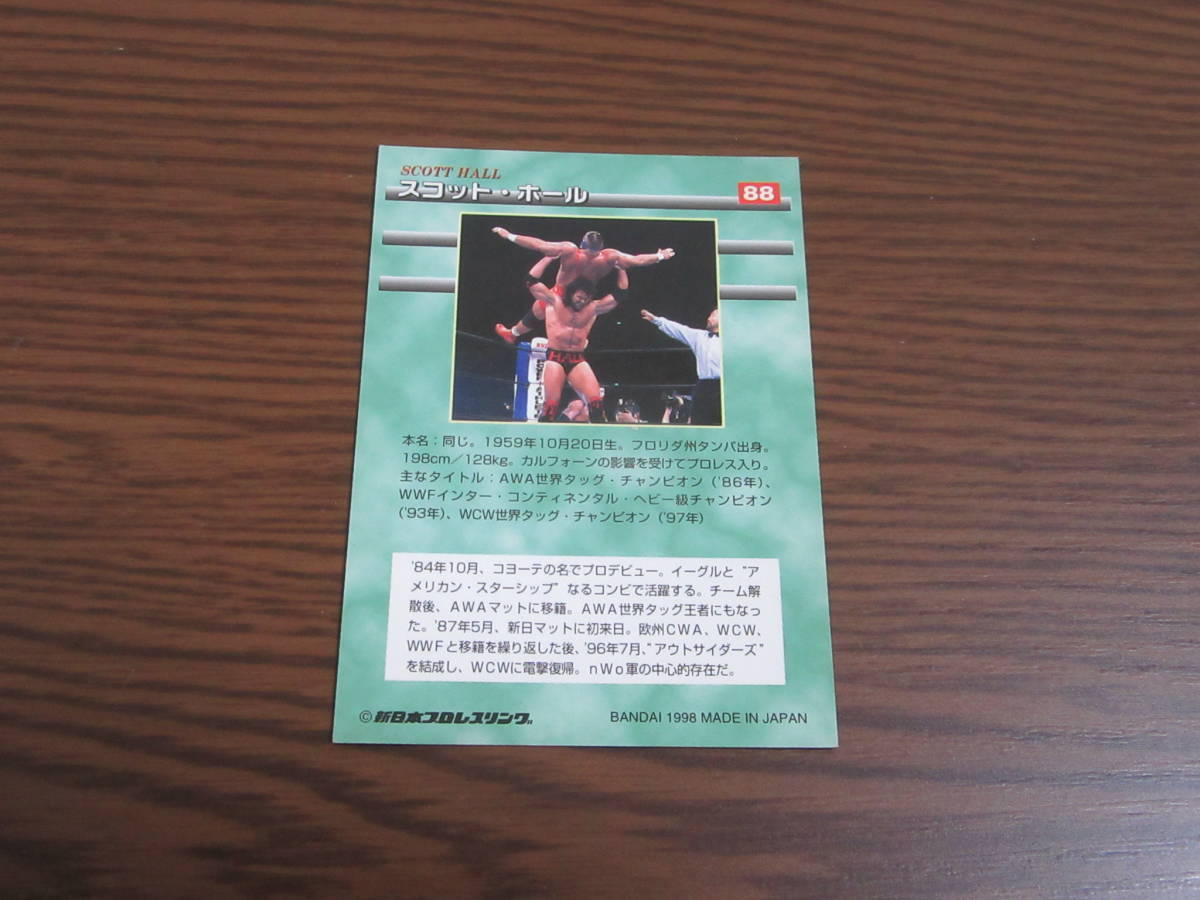 SCOTT HALL
スコット・ホール
88
HALL
本名：同じ。1959年10月20日生。フロリダ州タンパ出身。
198cm／128kg。カルフォーンの影響を受けてプロレス入り。
主なタイトル：AWA世界タッグ・チャンピオン（'86年）、
WWFインター・コンティネンタル・ヘビー級チャンピオン
（'93年）、WCW世界タッグ・チャンピオン（'97年）
'84年10月、コヨーテの名でプロデビュー。イーグルと“ア
メリカン・スターシップ”なるコンビで活躍する。チーム解
散後、AWAマットに移籍。AWA世界タッグ王者にもなっ
た。'87年5月、新日マットに初来日。欧州CWA、WCW、
WWFと移籍を繰り返した後、'96年7月、“アウトサイダーズ”
を結成し、WCWに電撃復帰。nWo軍の中心的存在だ。
©新日本プロレスリング
BANDAI 1998 MADE IN JAPAN